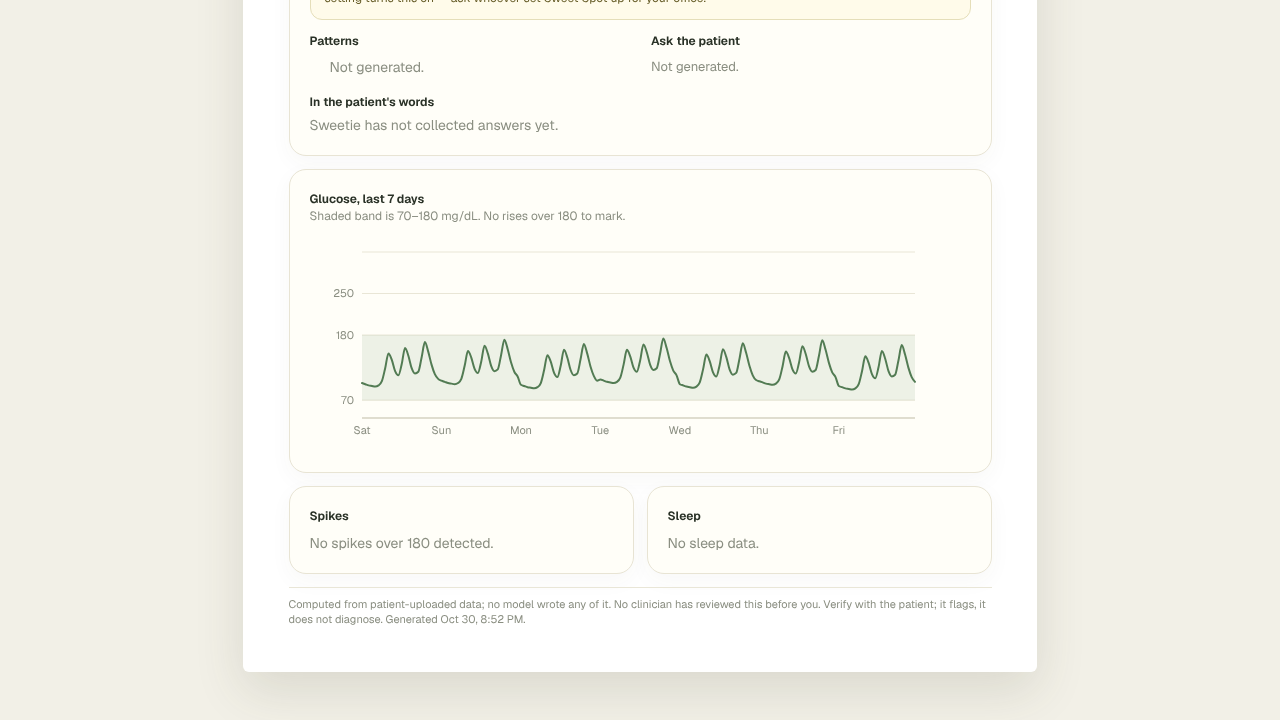 Patterns
Ask the patient
Not generated.
Not generated.
In the patient's words
Sweetie has not collected answers yet.
Glucose, last 7 days
Shaded band is 70–180 mg/dL. No rises over 180 to mark.
250
180
70
Sat Sun Mon Tue Wed Thu Fri
Spikes
No spikes over 180 detected.
Sleep
No sleep data.
Computed from patient-uploaded data; no model wrote any of it. No clinician has reviewed this before you. Verify with the patient; it flags, it
does not diagnose. Generated Oct 30, 8:52 PM.